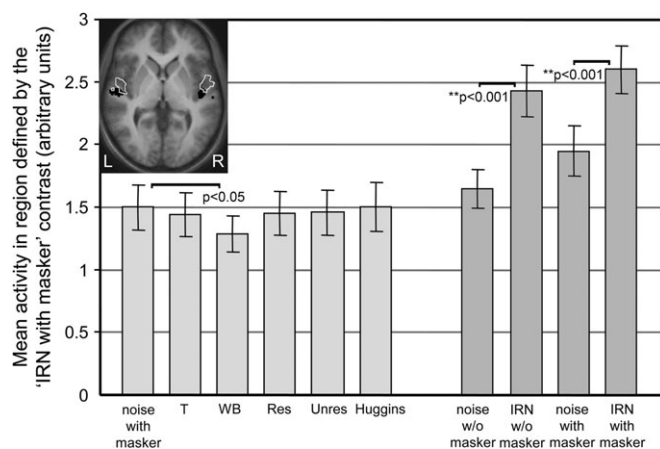 Mean activity in region defined by the
'IRN with masker' contrast (arbitrary units)
3
2.5
2
1.5
1
0.5
0
L
R
p<0.05
**p<0.001
**p<0.001
noise
with
masker
T
WB
Res
Unres
Huggins
noise
w/o
masker
IRN
w/o
masker
noise
with
masker
IRN
with
masker